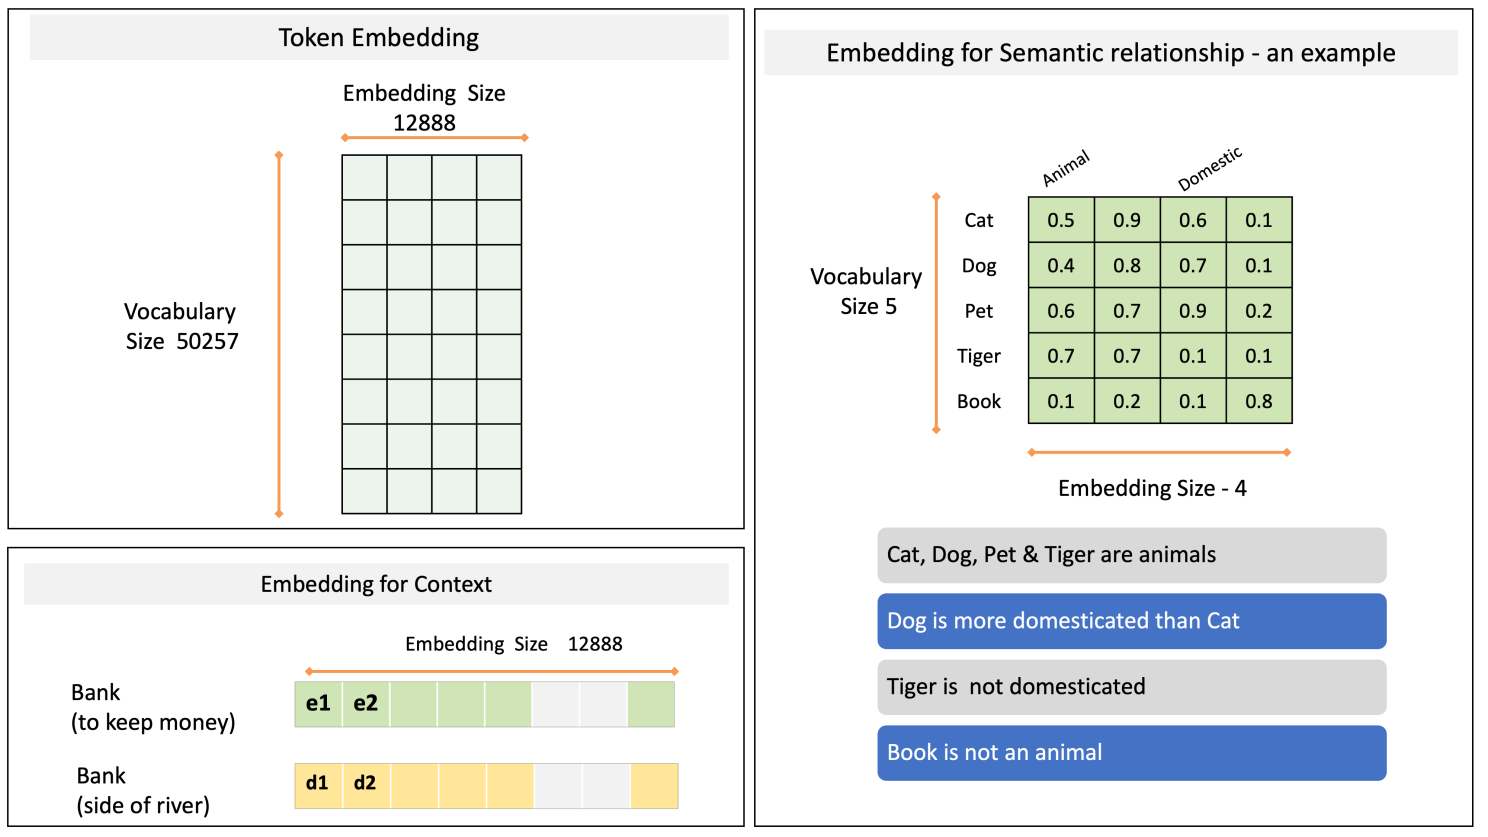 Token Embedding
Embedding Size
12888
Vocabulary
Size 50257
Embedding for Context
Embedding Size 12888
Bank
(to keep money)
e1 e2
Bank
(side of river)
d1 d2
Embedding for Semantic relationship - an example
Animal Domestic
Vocabulary
Size 5
Cat 0.5 0.9 0.6 0.1
Dog 0.4 0.8 0.7 0.1
Pet 0.6 0.7 0.9 0.2
Tiger 0.7 0.7 0.1 0.1
Book 0.1 0.2 0.1 0.8
Embedding Size - 4
Cat, Dog, Pet & Tiger are animals
Dog is more domesticated than Cat
Tiger is not domesticated
Book is not an animal